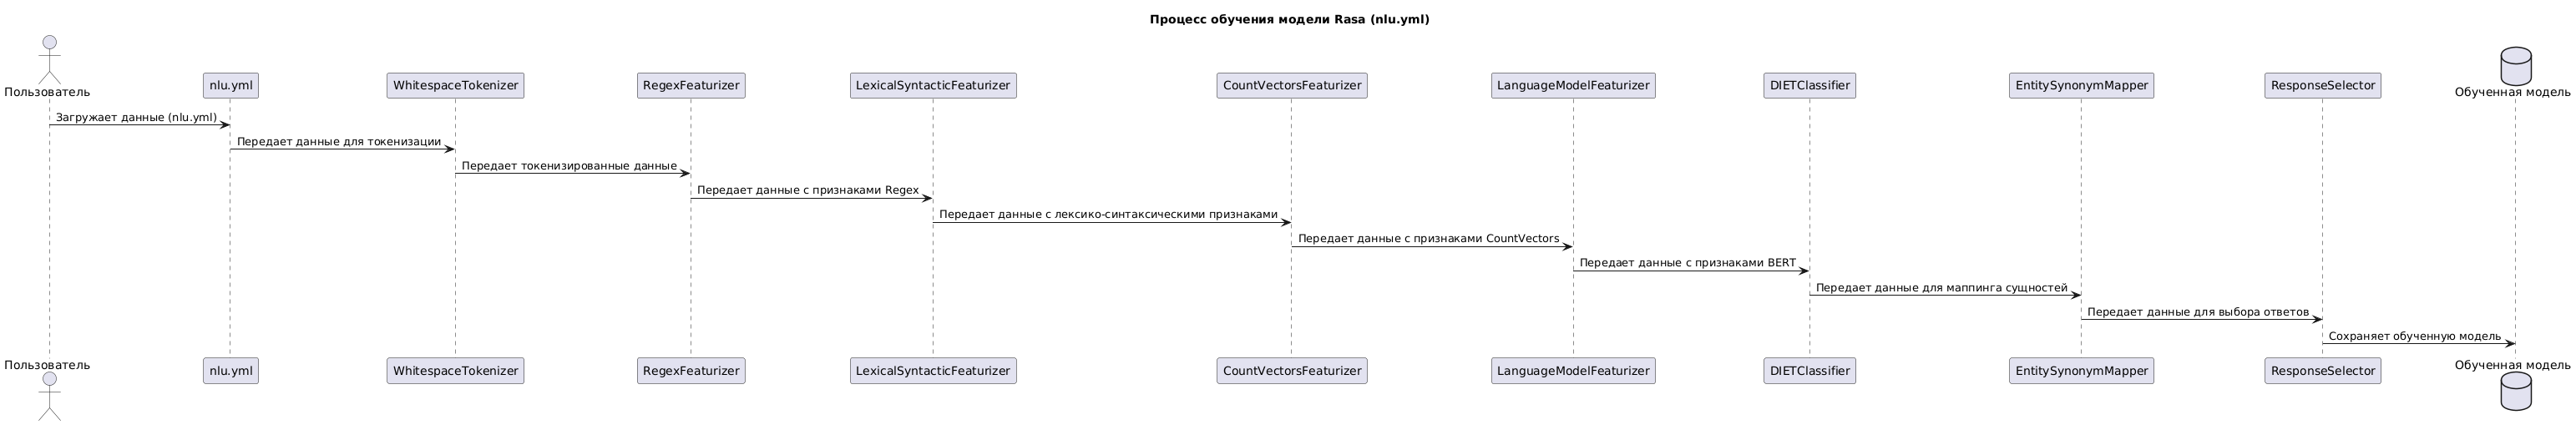 Процесс обучения модели Rasa (nlu.yml)
Пользователь
nlu.yml
WhitespaceTokenizer
RegexFeaturizer
LexicalSyntacticFeaturizer
CountVectorsFeaturizer
LanguageModelFeaturizer
DIETClassifier
EntitySynonymMapper
ResponseSelector
Обученная модель
Загружает данные (nlu.yml)
Передает данные для токенизации
Передает токенизированные данные
Передает данные с признаками Regex
Передает данные с лексико-синтаксическими признаками
Передает данные с признаками CountVectors
Передает данные с признаками BERT
Передает данные для маппинга сущностей
Передает данные для выбора ответов
Сохраняет обученную модель
Пользователь
nlu.yml
WhitespaceTokenizer
RegexFeaturizer
LexicalSyntacticFeaturizer
CountVectorsFeaturizer
LanguageModelFeaturizer
DIETClassifier
EntitySynonymMapper
ResponseSelector
Обученная модель